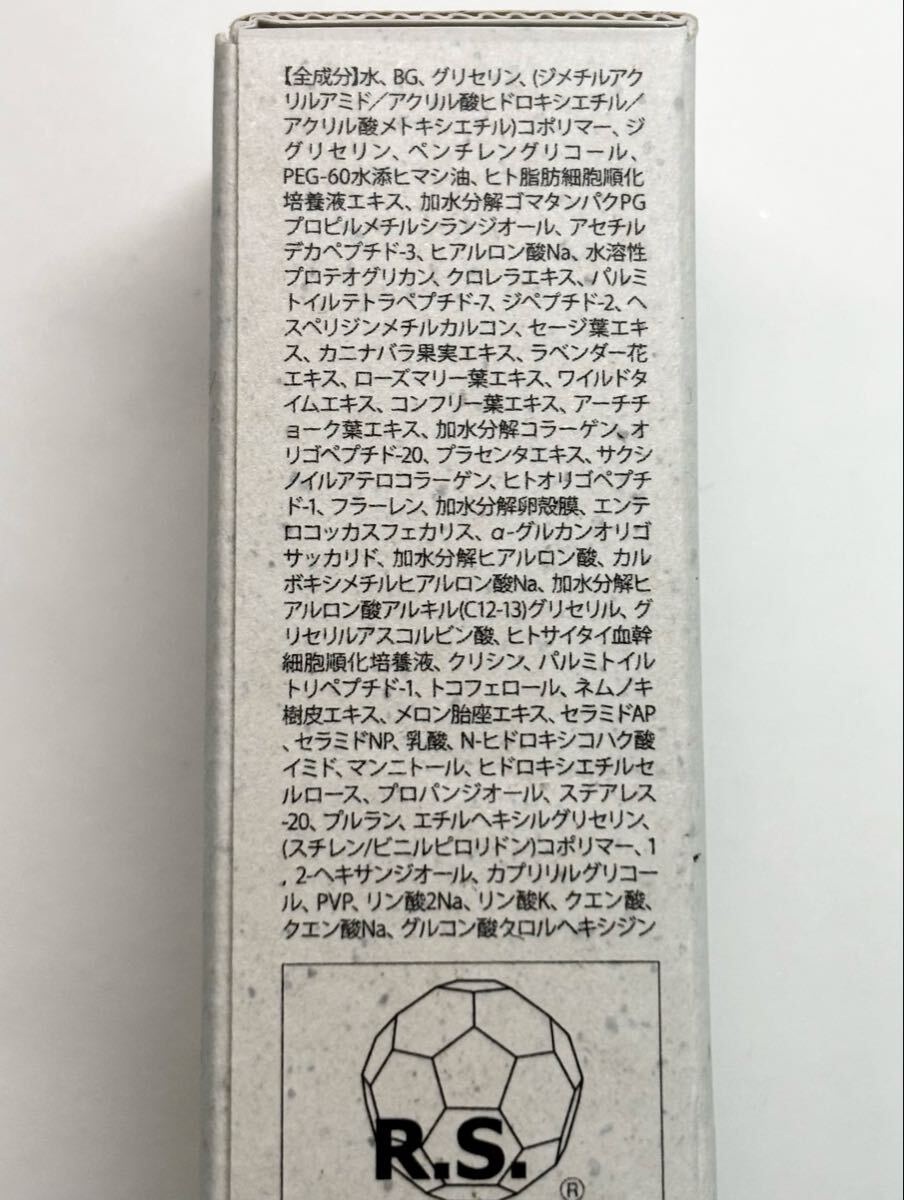 【全成分】水、BG、グリセリン、(ジメチルアク
リルアミド／アクリル酸ヒドロキシエチル／
アクリル酸メトキシエチル)コポリマー、ジ
グリセリン、ペンチレングリコール、
PEG-60水添ヒマシ油、ヒト脂肪細胞順化
培養液エキス、加水分解ゴマタンパクPG
プロピルメチルシランジオール、アセチル
デカペプチド-3、ヒアルロン酸Na、水溶性
プロテオグリカン、クロレラエキス、パルミ
トイルテトラペプチド-7、ジペプチド-2、ヘ
スペリジンメチルカルコン、セージ葉エキ
ス、カニナバラ果実エキス、ラベンダー花
エキス、ローズマリー葉エキス、ワイルドタ
イムエキス、コンフリー葉エキス、アーチチ
ョーク葉エキス、加水分解コラーゲン、オ
リゴペプチド-20、プラセンタエキス、サクシ
ノイルアテロコラーゲン、ヒトオリゴペプチ
ド-1、フラーレン、加水分解卵殻膜、エンテ
ロコッカスフェカリス、α-グルカンオリゴ
サッカリド、加水分解ヒアルロン酸、カル
ボキシメチルヒアルロン酸Na、加水分解ヒ
アルロン酸アルキル(C12-13)グリセリル、グ
リセリルアスコルビン酸、ヒトサイタイ血幹
細胞順化培養液、クリシン、パルミトイル
トリペプチド-1、トコフェロール、ネムノキ
樹皮エキス、メロン胎座エキス、セラミドAP
、セラミドNP、乳酸、N-ヒドロキシコハク酸
イミド、マンニトール、ヒドロキシエチルセ
ルロース、プロパンジオール、ステアレス
-20、プルラン、エチルヘキシルグリセリン、
(スチレン/ビニルピロリドン)コポリマー、1
, 2-ヘキサンジオール、カプリリルグリコー
ル、PVP、リン酸2Na、リン酸K、クエン酸、
クエン酸Na、グルコン酸クロルヘキシジン
R.S.
®